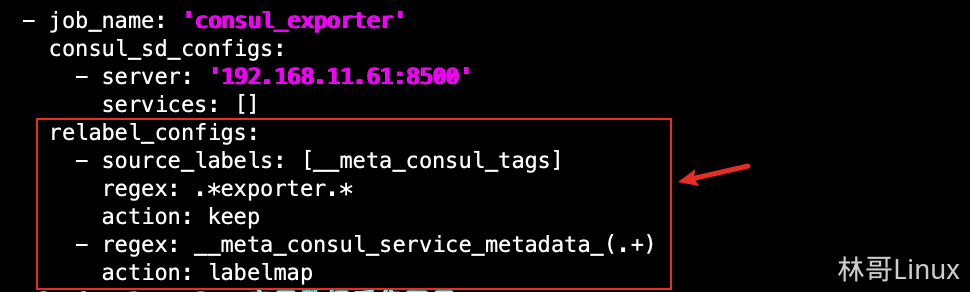 - job_name: 'consul_exporter'
consul_sd_configs:
- server: '192.168.11.61:8500'
services: []
relabel_configs:
- source_labels: [__meta_consul_tags]
regex: .*exporter.*
action: keep
- regex: __meta_consul_service_metadata_(.+)
action: labelmap
林哥Linux